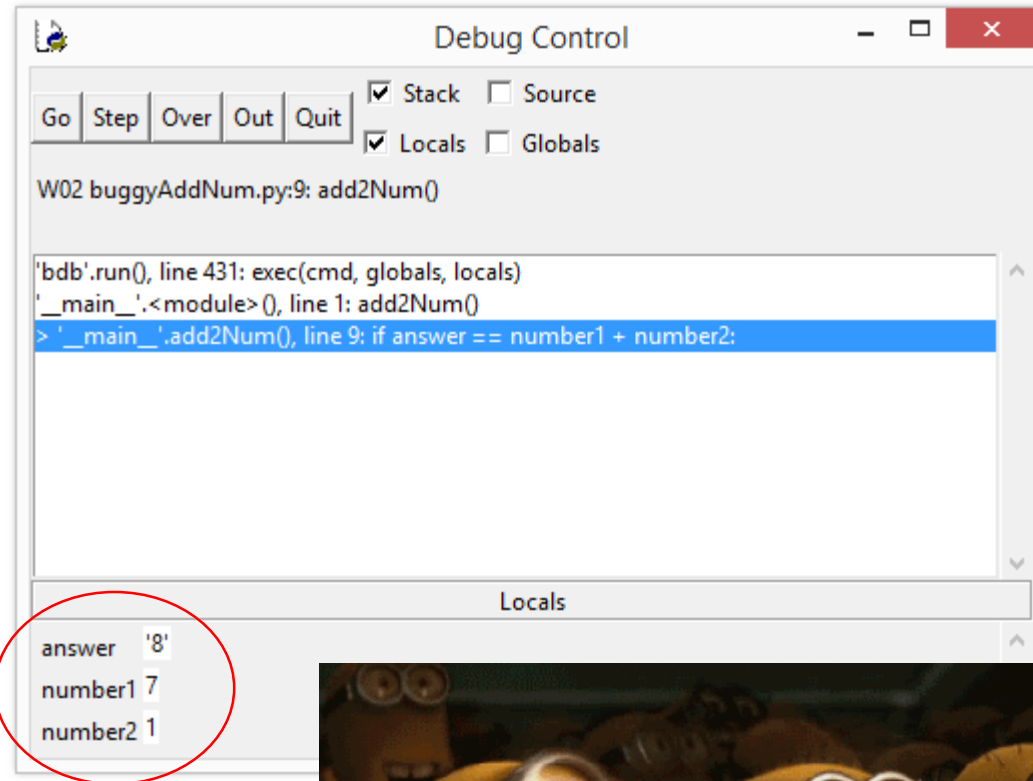 Debug Control
Go Step Over Out Quit
Stack Source
Locals Globals
W02 buggyAddNum.py:9: add2Num()
'bdb'.run(), line 431: exec(cmd, globals, locals)
'__main__'.<module>(), line 1: add2Num()
> '__main__'.add2Num(), line 9: if answer == number1 + number2:
Locals
answer '8'
number1 7
number2 1